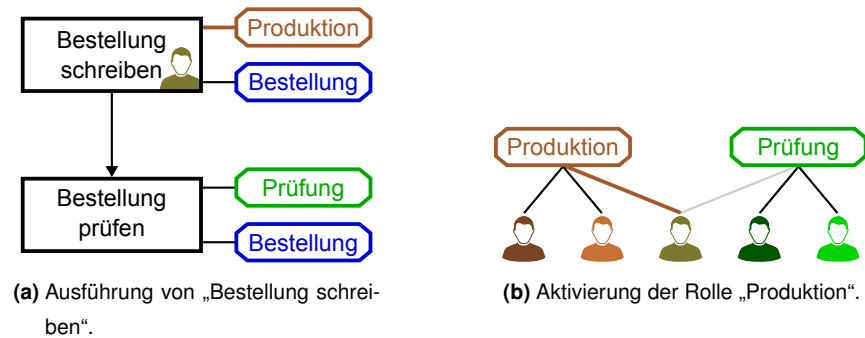 Bestellung
schreiben
Produktion
Bestellung
Bestellung
prüfen
Prüfung
Bestellung
(a) Ausführung von „Bestellung schrei-
ben“.
Produktion
Prüfung
(b) Aktivierung der Rolle „Produktion“.